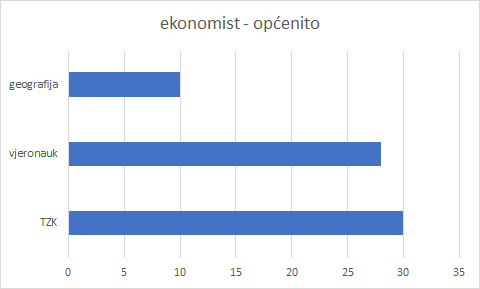 ekonomist - općenito
geografija
vjeronauk
TZK
0 5 10 15 20 25 30 35